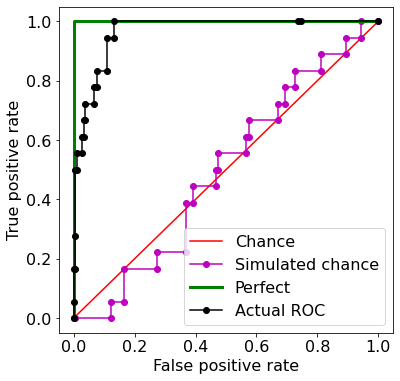 True positive rate
1.0
0.8
0.6
0.4
0.2
0.0
Chance
Simulated chance
Perfect
Actual ROC
0.0 0.2 0.4 0.6 0.8 1.0
False positive rate